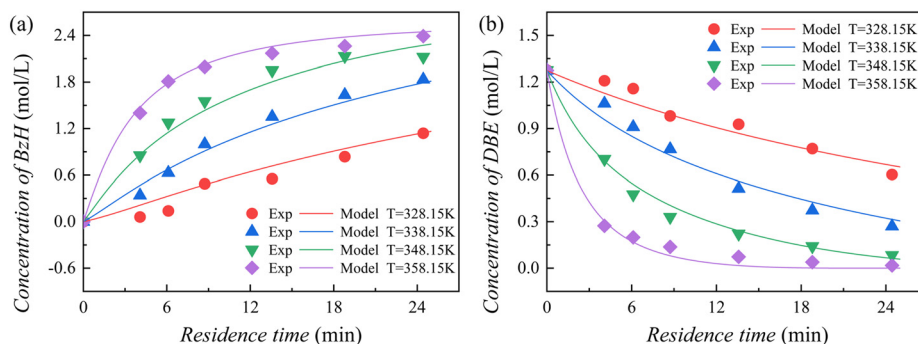 (a)
Concentration of BzH (mol/L)
2.4
1.8
1.2
0.6
0.0
-0.6
Exp Model T=328.15K
Exp Model T=338.15K
Exp Model T=348.15K
Exp Model T=358.15K
0 6 12 18 24
Residence time (min)
(b)
Concentration of DBE (mol/L)
1.5
1.2
0.9
0.6
0.3
0.0
Exp Model T=328.15K
Exp Model T=338.15K
Exp Model T=348.15K
Exp Model T=358.15K
0 6 12 18 24
Residence time (min)